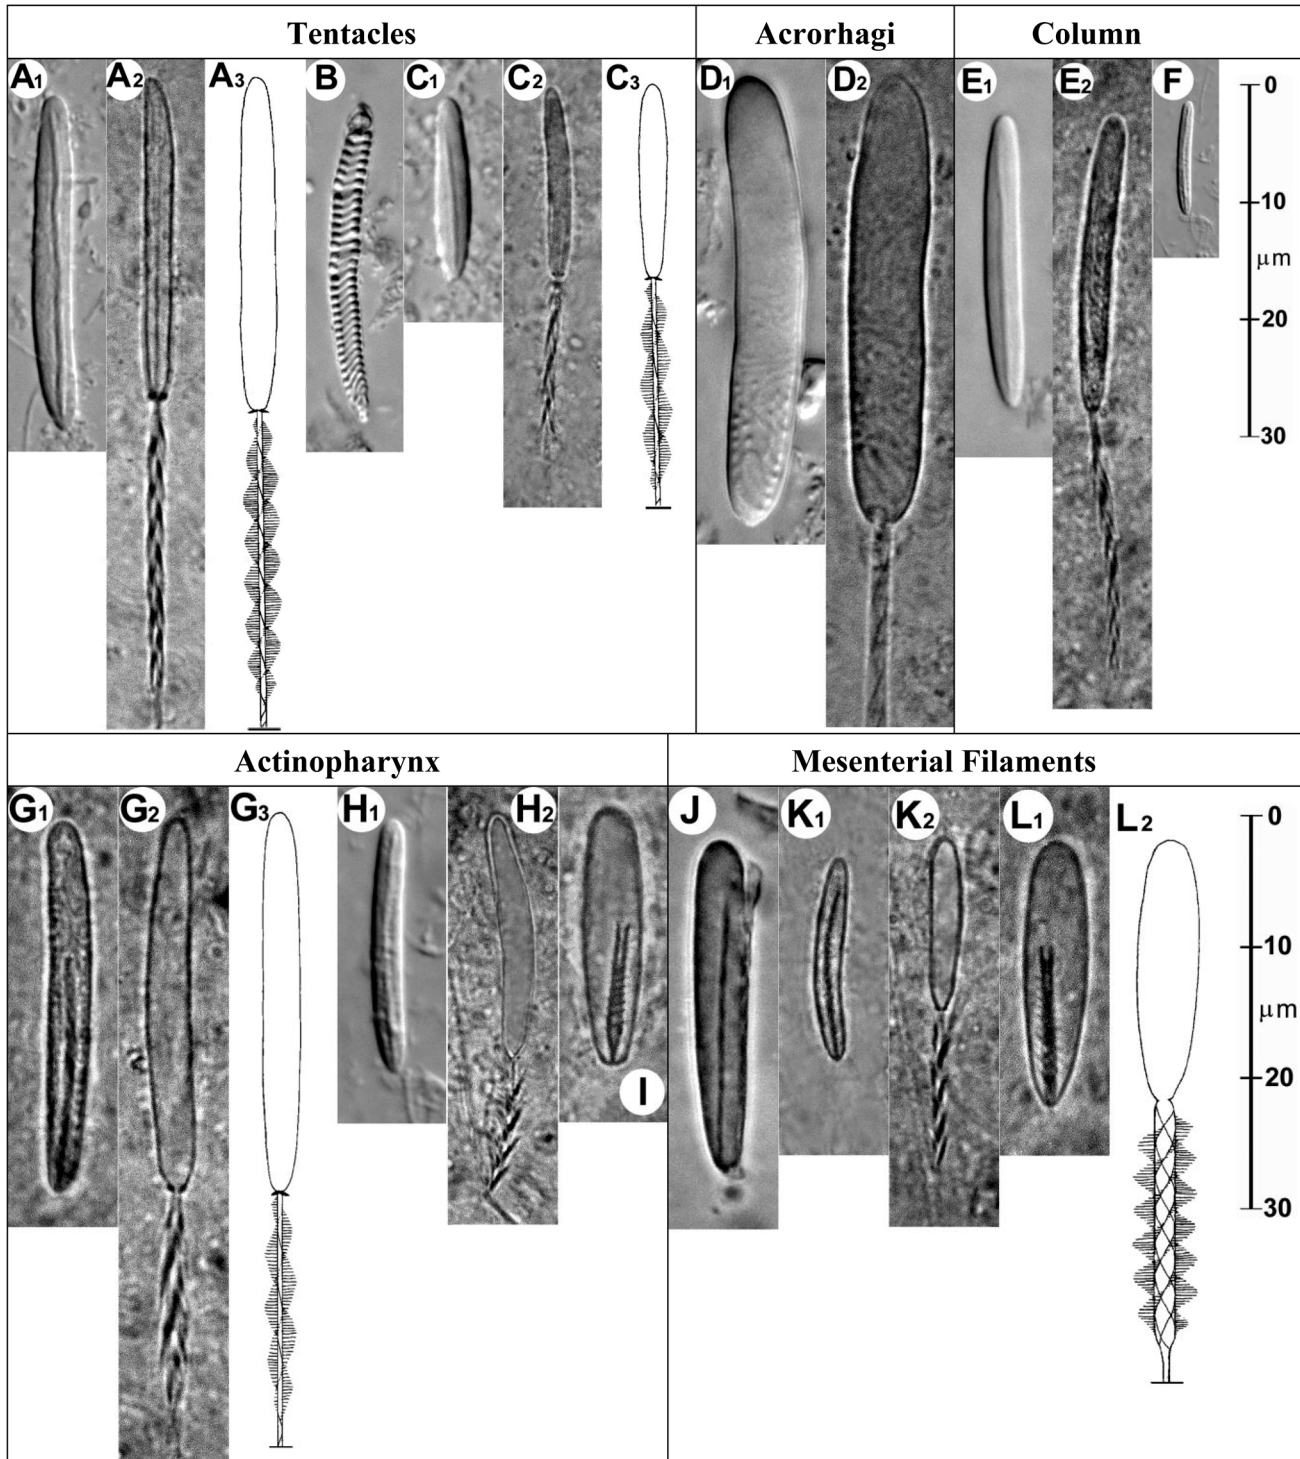 Tentacles Acrorhagi Column
A1 A2 A3 B C1 C2 C3 D1 D2 E1 E2 F 0
10
μm
20
30
Actinopharynx Mesenterial Filaments
G1 G2 G3 H1 H2 J K1 K2 L1 L2 0
10
μm
20
I
30